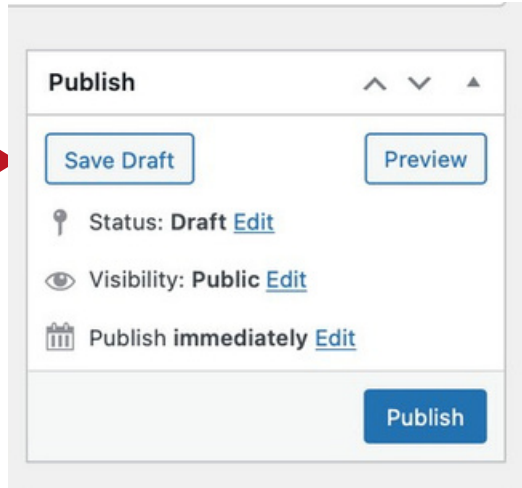 Publish
Save Draft Preview
Status: Draft Edit
Visibility: Public Edit
Publish immediately Edit
Publish